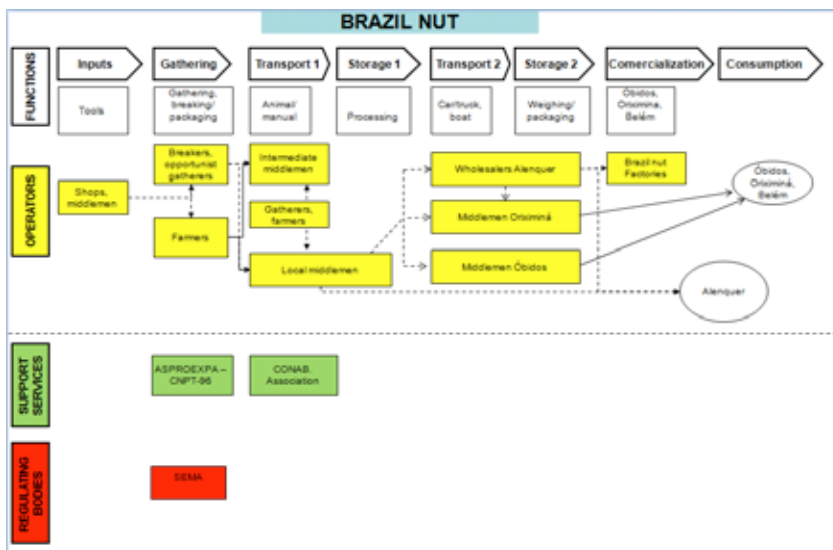 BRAZIL NUT
FUNCTIONS
Inputs
Gathering
Transport 1
Storage 1
Transport 2
Storage 2
Comercialization
Consumption
Tools
Gathering,
breaking/
packaging
Animal/
manual
Processing
Car/truck,
boat
Weighing/
packaging
Óbidos,
Oriximina,
Belém
OPERATORS
Shops,
middlemen
Breakers,
opportunist
gatherers
Farmers
Intermediate
middlemen
Gatherers,
farmers
Local middlemen
Wholesalers Alenquer
Middlemen Oriximiná
Middlemen Óbidos
Brazil nut
Factories
Óbidos,
Oriximiná,
Belém
Alenquer
SUPPORT
SERVICES
ASPROEXPA –
CNPT-96
CONAB.
Association
REGULATING
BODIES
SEMA